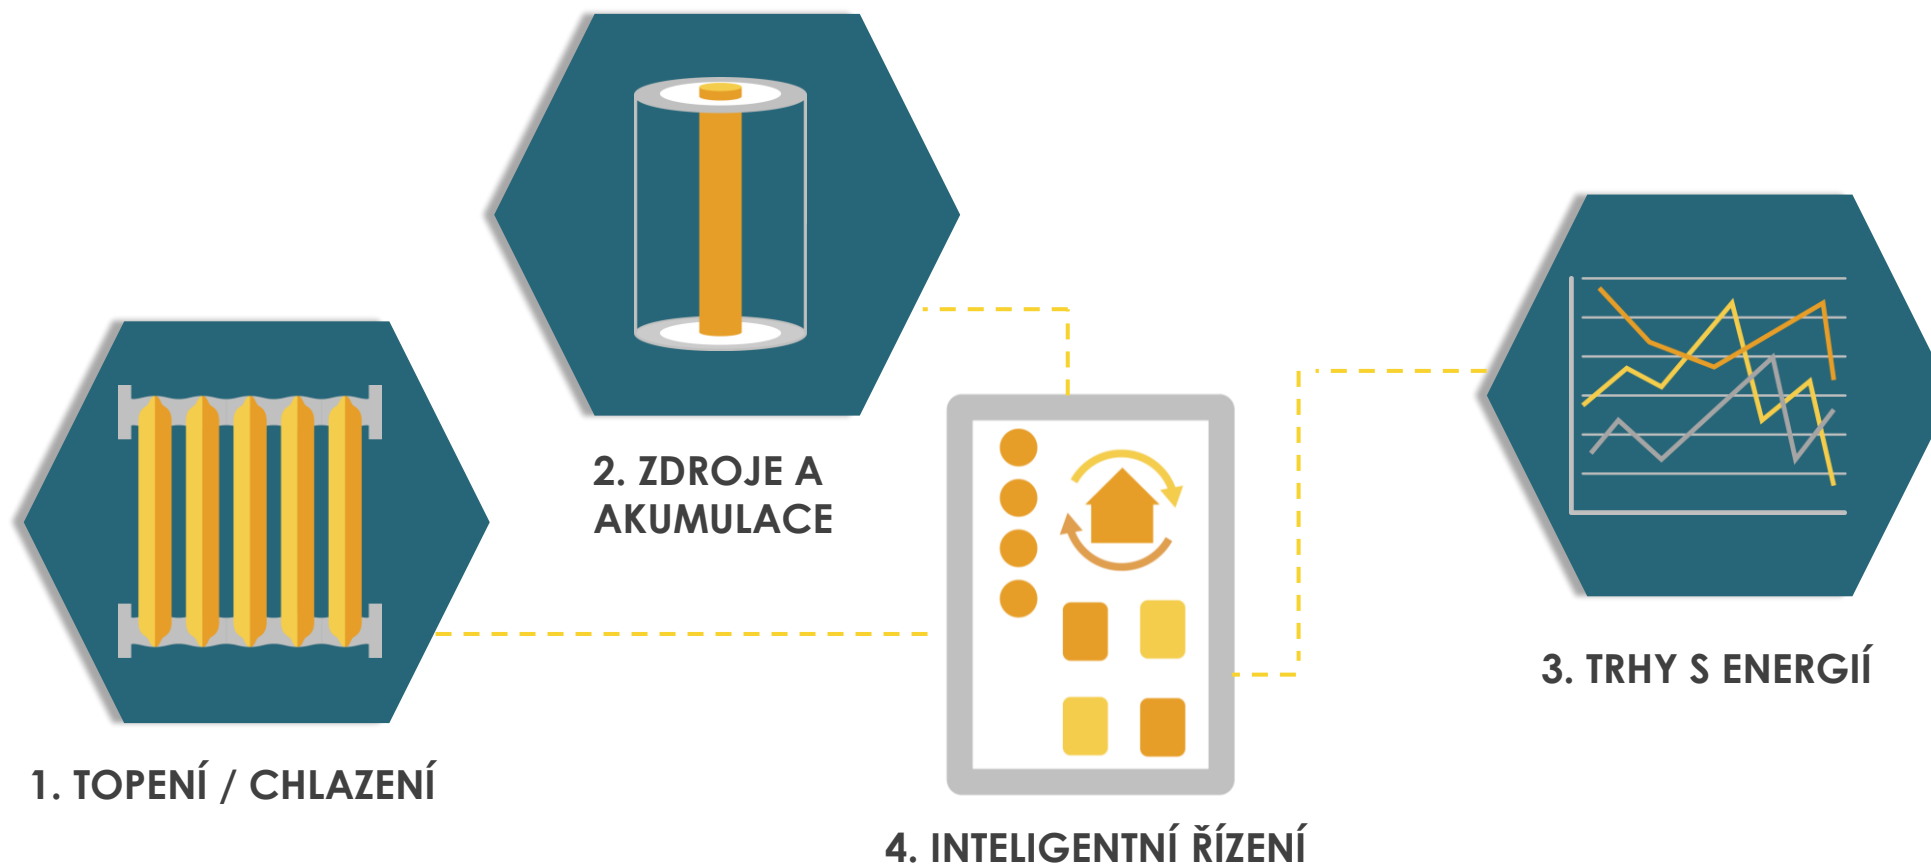 1. TOPENÍ / CHLAZENÍ
2. ZDROJE A
AKUMULACE
3. TRHY S ENERGIÍ
4. INTELIGENTNÍ ŘÍZENÍ